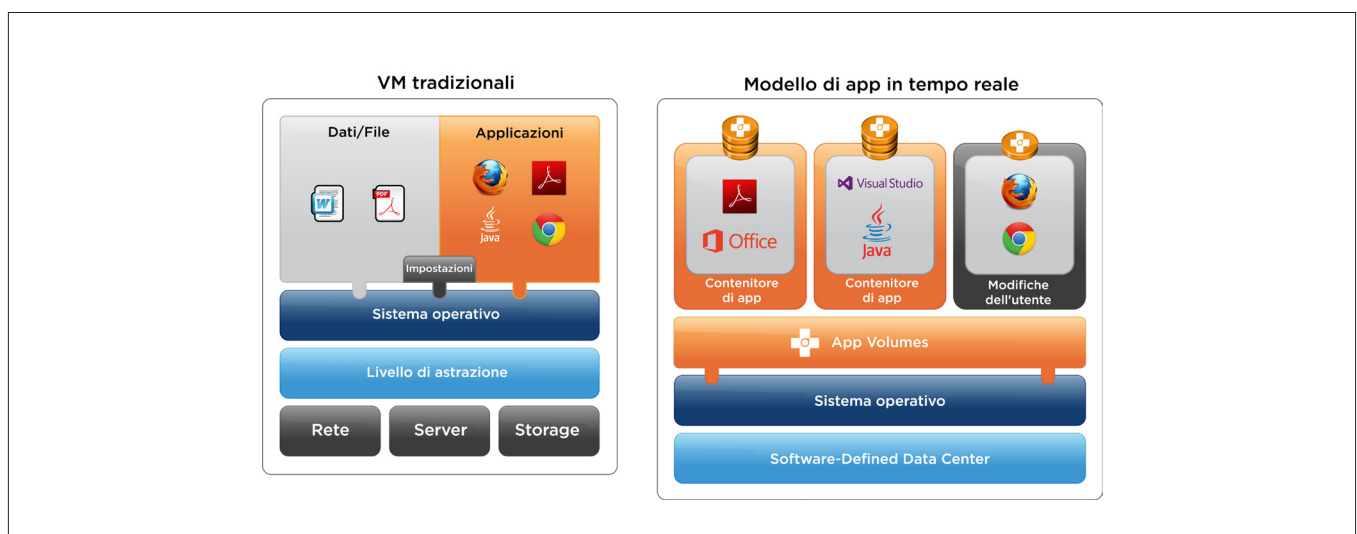 VM tradizionali
Dati/File
Applicazioni
W
PDF
Java
Impostazioni
Sistema operativo
Livello di astrazione
Rete
Server
Storage
Modello di app in tempo reale
Office
Contenitore
di app
Visual Studio
Java
Contenitore
di app
Modifiche
dell'utente
App Volumes
Sistema operativo
Software-Defined Data Center